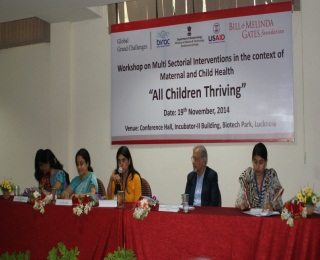 Global
Grand Challenges
BIRAC
USAID
BILL & MELINDA
GATES foundation
Workshop on Multi Sectorial Interventions in the context of
Maternal and Child Health
"All Children Thriving"
Date: 19th November, 2014
Venue: Conference Hall, Incubator-II Building, Biotech Park, Lucknow